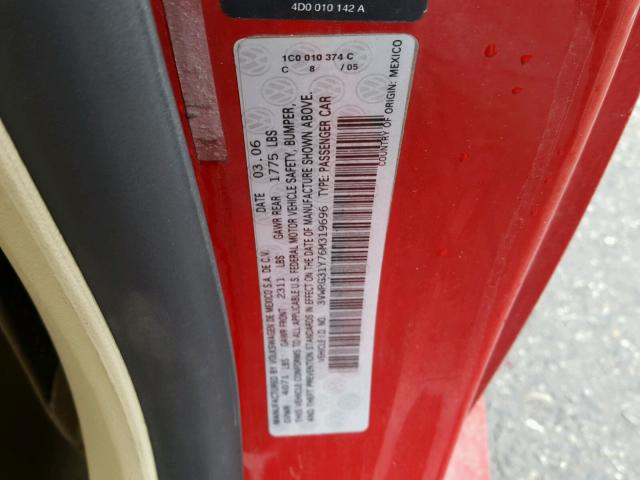 4D0 010 142 A
1C0 010 374 C
C 8 / 05
MANUFACTURED BY VOLKSWAGEN DE MEXICO S.A. DE C.V. DATE 03.06
GVWR 4071 LBS GAWR FRONT 2311 LBS GAWR REAR 1775 LBS
THIS VEHICLE CONFORMS TO ALL APPLICABLE U.S. FEDERAL MOTOR VEHICLE SAFETY, BUMPER,
AND THEFT PREVENTION STANDARDS IN EFFECT ON THE DATE OF MANUFACTURE SHOWN ABOVE.
VEHICLE I.D. NO. 3VWRG31Y76M319696 TYPE: PASSENGER CAR
COUNTRY OF ORIGIN: MEXICO